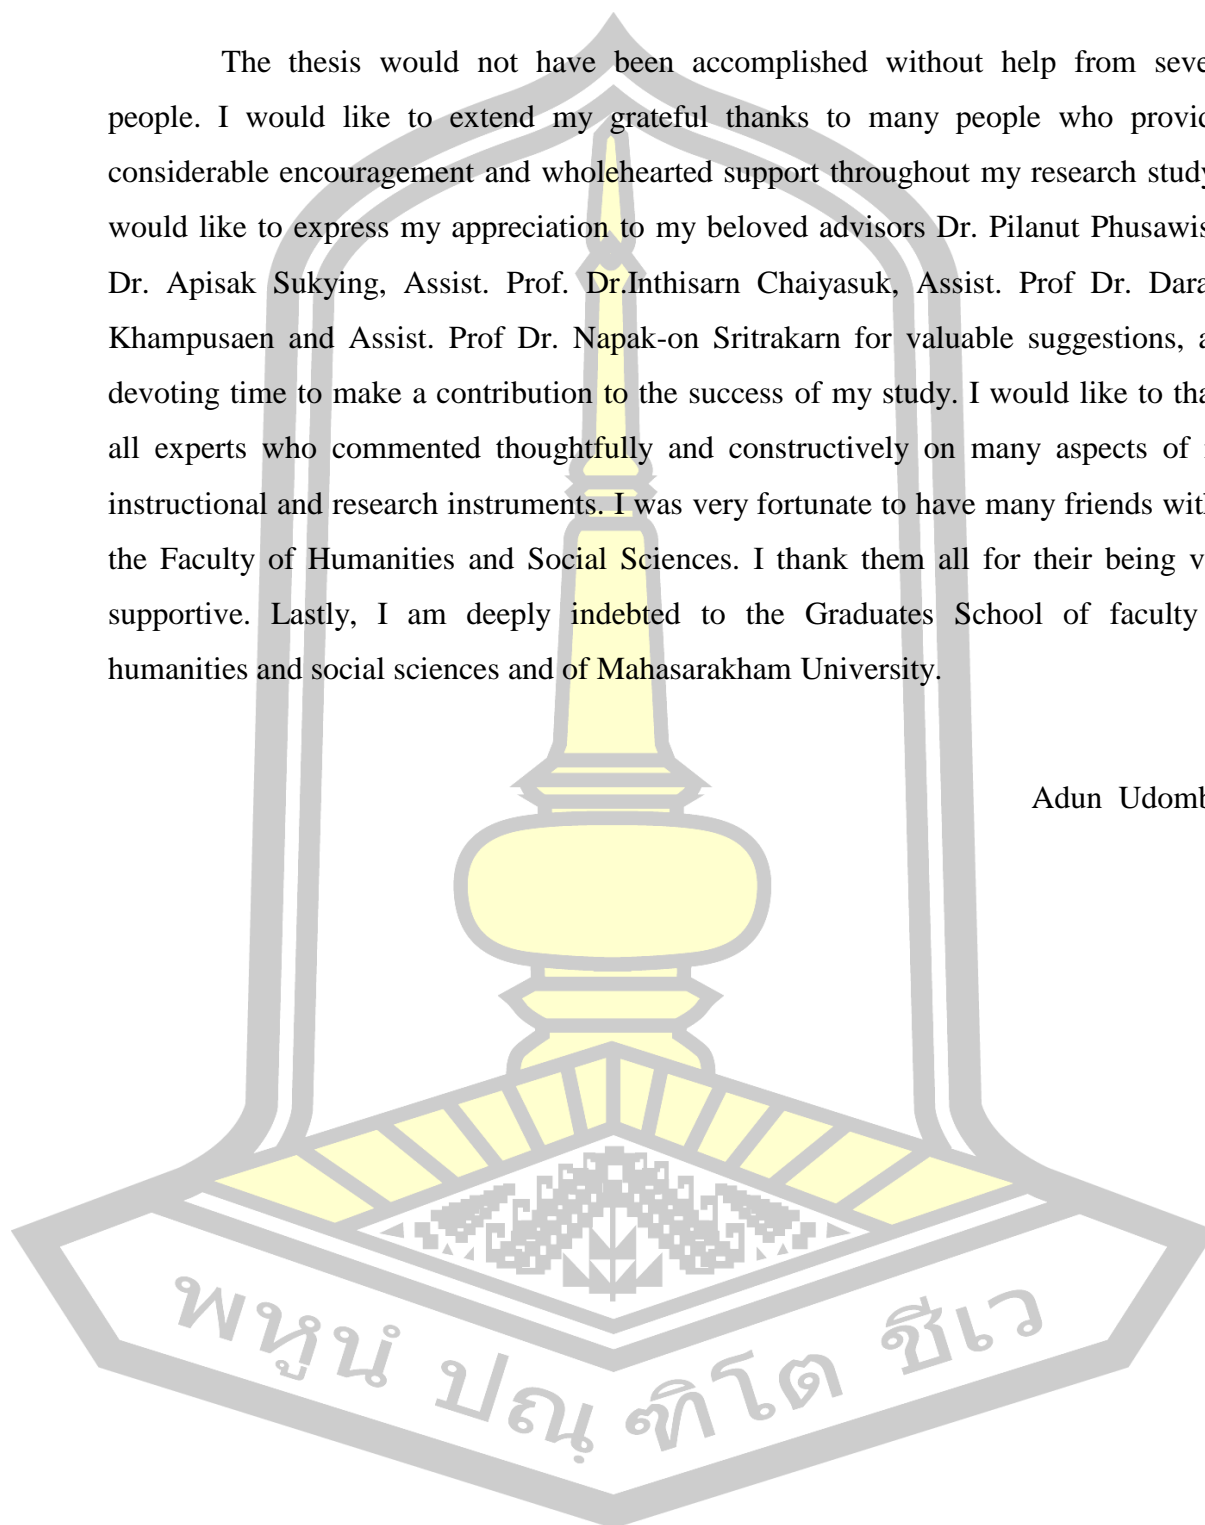 The thesis would not have been accomplished without help from seve
people. I would like to extend my grateful thanks to many people who provid
considerable encouragement and wholehearted support throughout my research study
would like to express my appreciation to my beloved advisors Dr. Pilanut Phusawis
Dr. Apisak Sukying, Assist. Prof. Dr.Inthisarn Chaiyasuk, Assist. Prof Dr. Dara
Khampusaen and Assist. Prof Dr. Napak-on Sritrakarn for valuable suggestions, a
devoting time to make a contribution to the success of my study. I would like to tha
all experts who commented thoughtfully and constructively on many aspects of
instructional and research instruments. I was very fortunate to have many friends with
the Faculty of Humanities and Social Sciences. I thank them all for their being v
supportive. Lastly, I am deeply indebted to the Graduates School of faculty
humanities and social sciences and of Mahasarakham University.
Adun Udomb
พหูนํ ปณฺฑิโต ชีเว